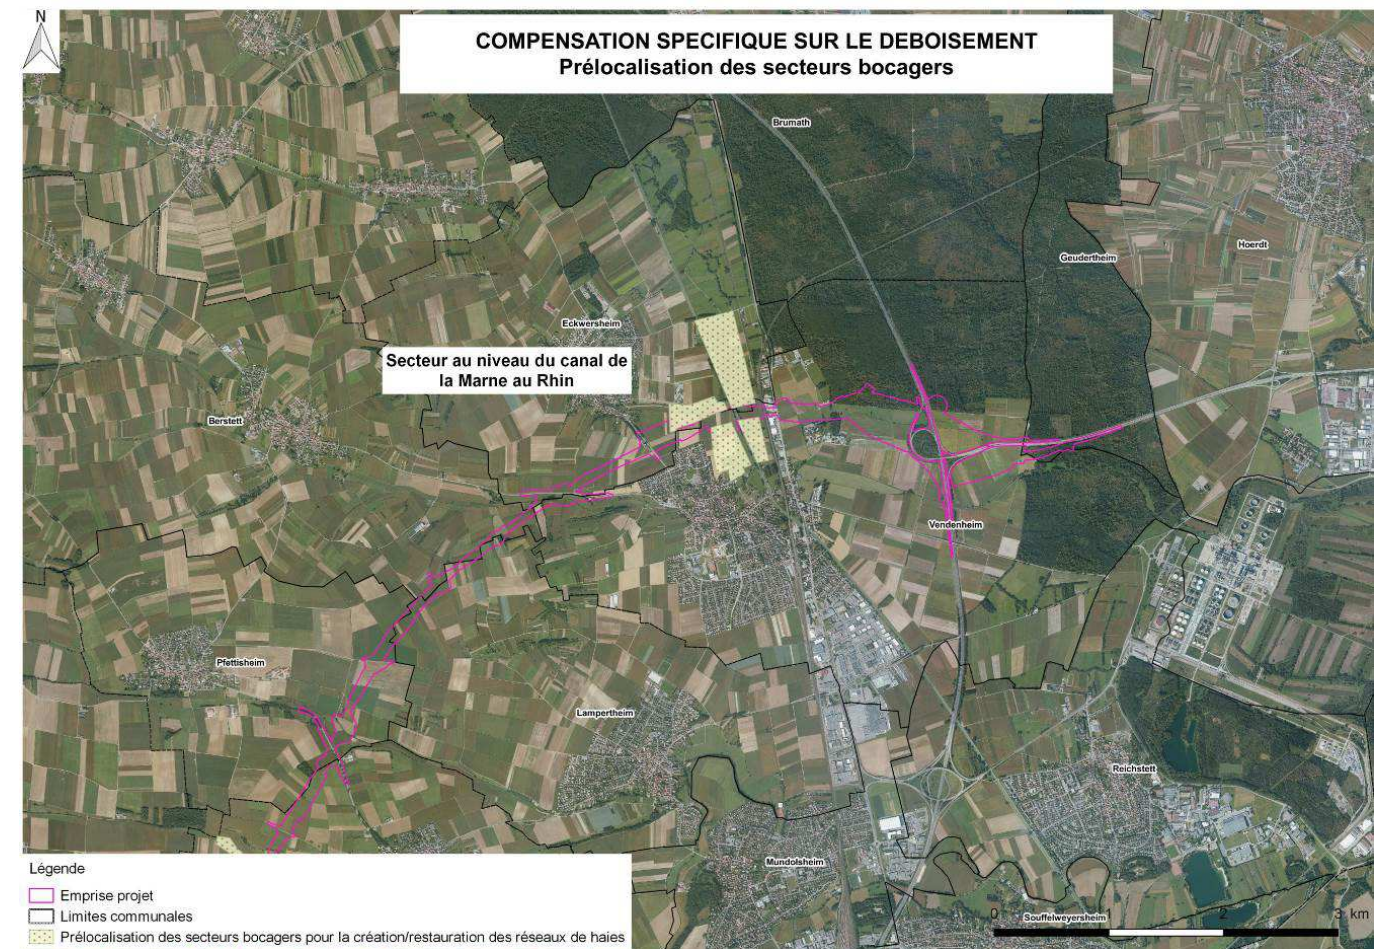 N
COMPENSATION SPECIFIQUE SUR LE DEBOISEMENT
Prélocalisation des secteurs bocagers
Brumath
Hoerdt
Geudertheim
Eckwersheim
Secteur au niveau du canal de
la Marne au Rhin
Berstett
Vendenheim
Pfettisheim
Lampertheim
Reichstett
Mundolsheim
Souffelweyersheim
0 1 2 3 km
Légende
Emprise projet
Limites communales
Prélocalisation des secteurs bocagers pour la création/restauration des réseaux de haies